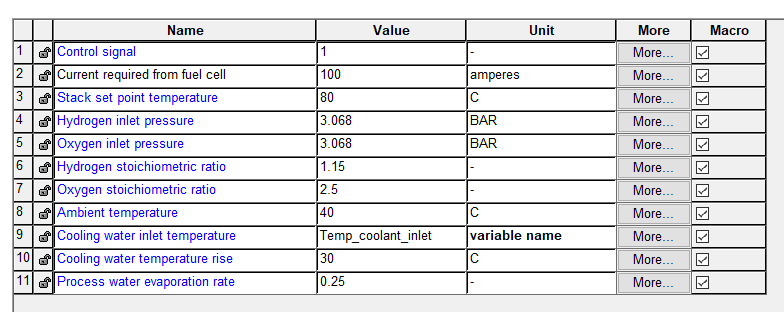 Name Value Unit More Macro
1 Control signal 1 - More...
2 Current required from fuel cell 100 amperes More...
3 Stack set point temperature 80 C More...
4 Hydrogen inlet pressure 3.068 BAR More...
5 Oxygen inlet pressure 3.068 BAR More...
6 Hydrogen stoichiometric ratio 1.15 - More...
7 Oxygen stoichiometric ratio 2.5 - More...
8 Ambient temperature 40 C More...
9 Cooling water inlet temperature Temp_coolant_inlet variable name More...
10 Cooling water temperature rise 30 C More...
11 Process water evaporation rate 0.25 - More...